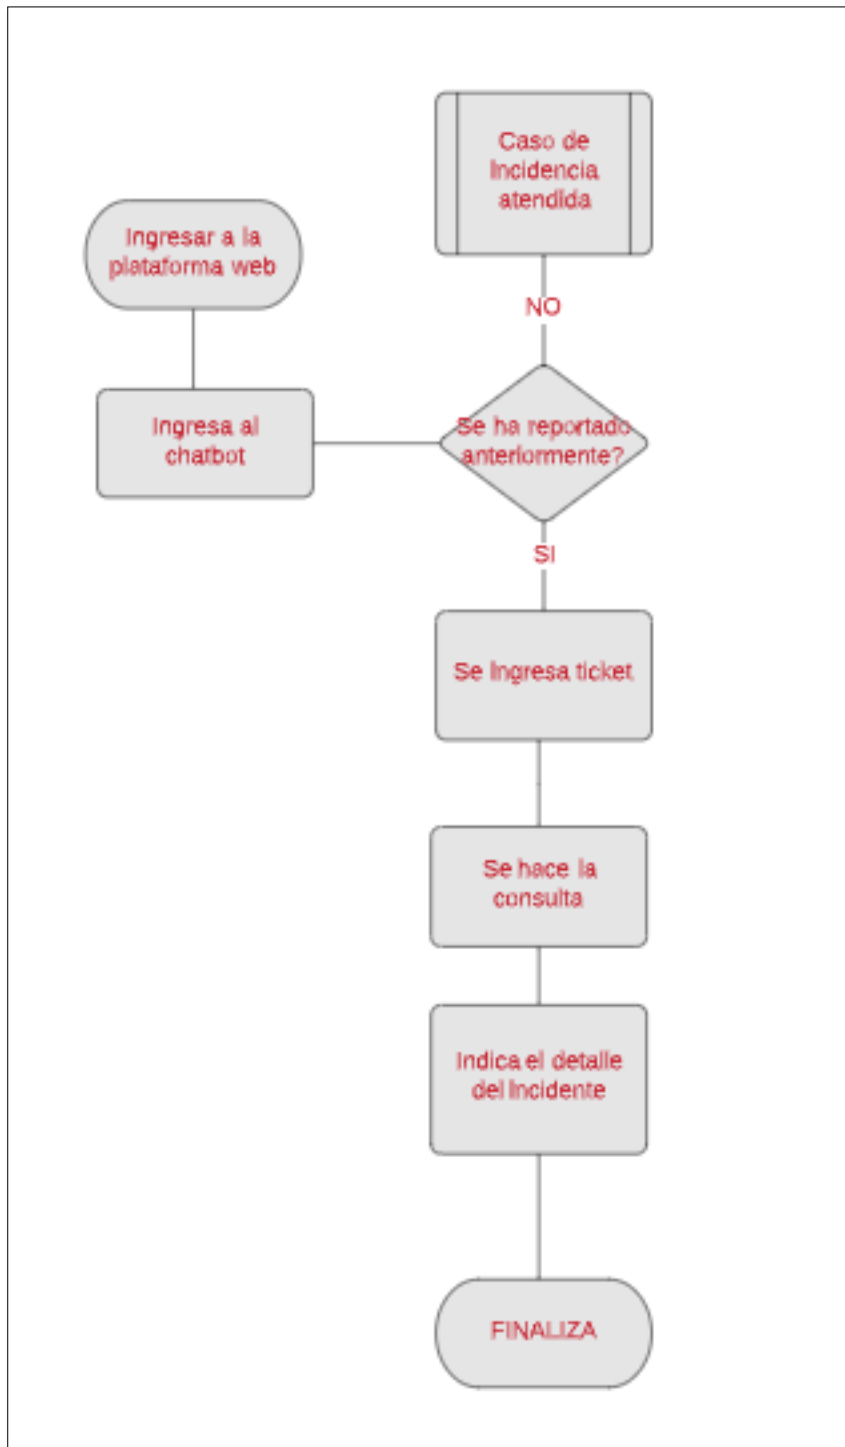 Caso de
Incidencia
atendida
Ingresar a la
plataforma web
NO
Ingresa al
chatbot
Se ha reportado
anteriormente?
SI
Se Ingresa ticket
Se hace la
consulta
Indica el detalle
del Incidente
FINALIZA